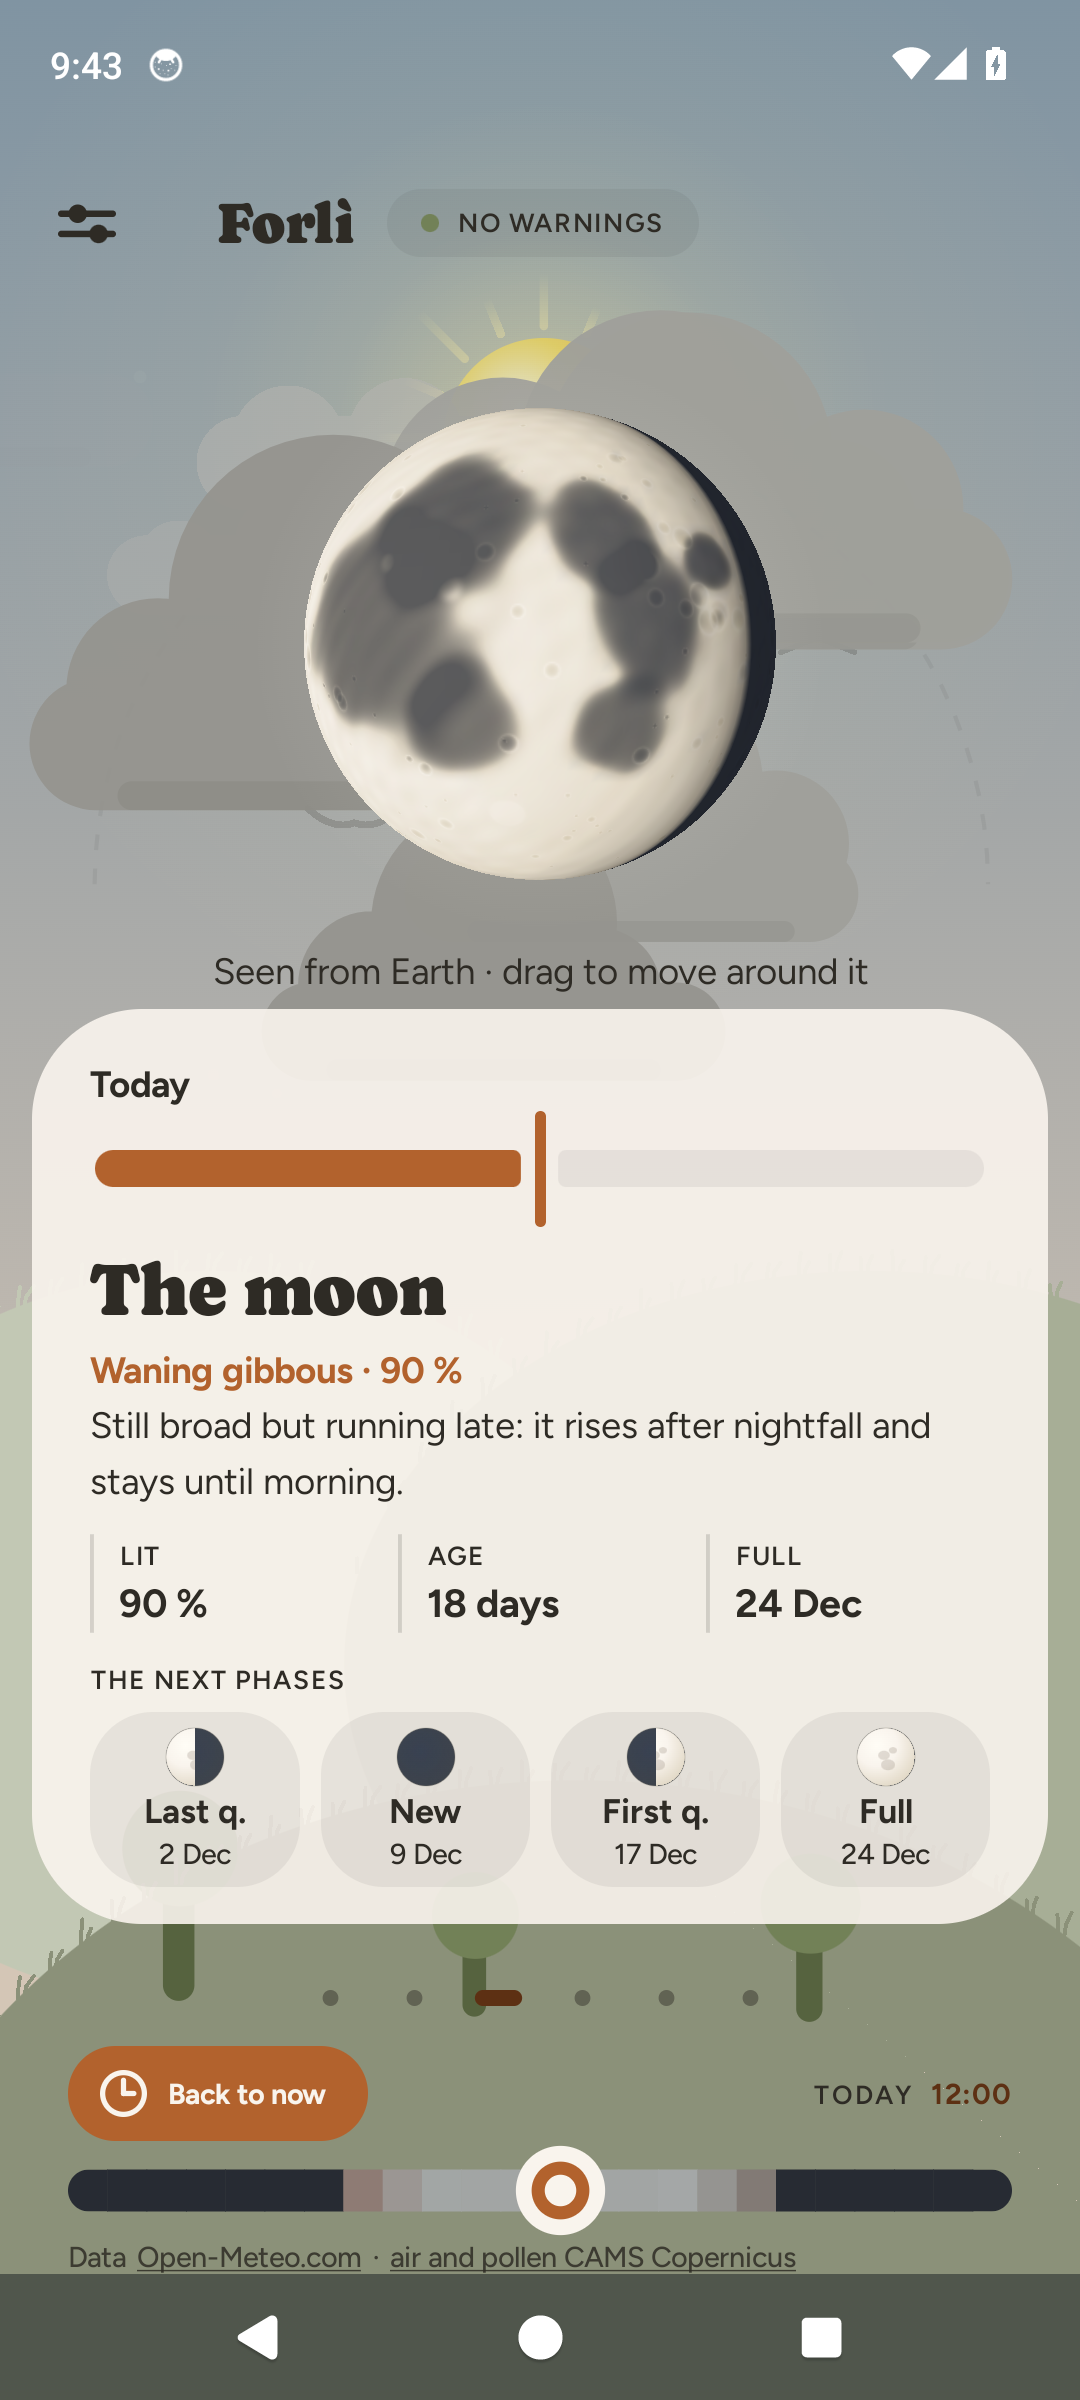 9:43
Forlì
NO WARNINGS
Seen from Earth · drag to move around it
Today
The moon
Waning gibbous · 90 %
Still broad but running late: it rises after nightfall and
stays until morning.
LIT
90 %
AGE
18 days
FULL
24 Dec
THE NEXT PHASES
Last q.
2 Dec
New
9 Dec
First q.
17 Dec
Full
24 Dec
Back to now
TODAY 12:00
Data Open-Meteo.com · air and pollen CAMS Copernicus